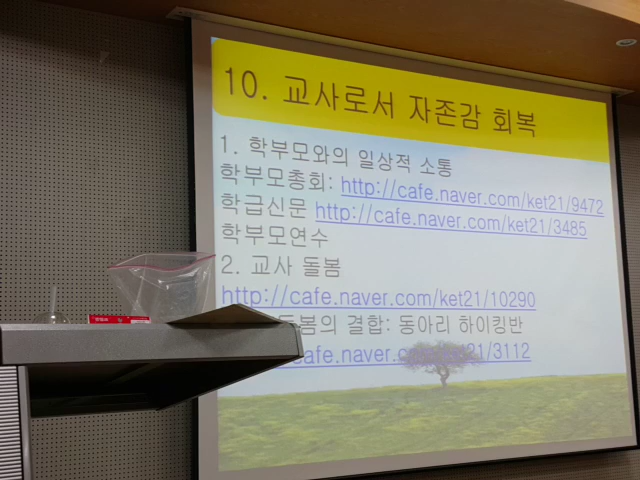 10. 교사로서 자존감 회복
1. 학부모와의 일상적 소통
학부모총회: http://cafe.naver.com/ket21/9472
학급신문 http://cafe.naver.com/ket21/3485
학부모연수
2. 교사 돌봄
http://cafe.naver.com/ket21/10290
돌봄의 결합: 동아리 하이킹반
cafe.naver.com/ket21/3112